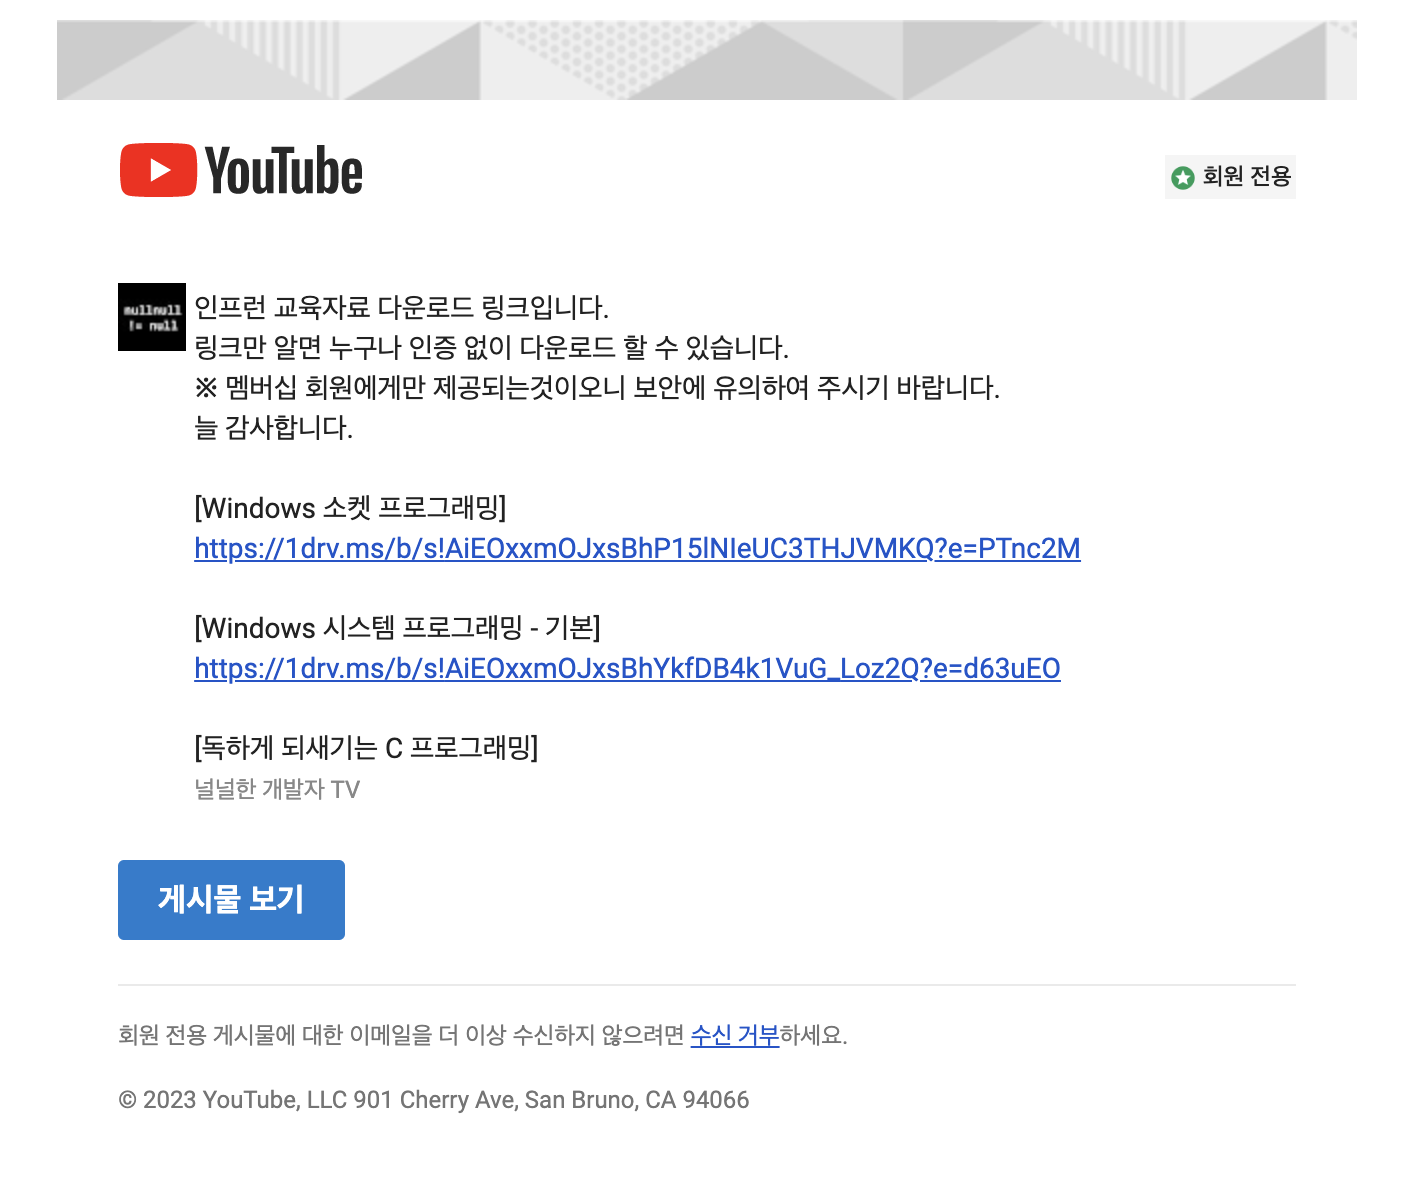 YouTube
회원 전용
nullnull
!= null
인프런 교육자료 다운로드 링크입니다.
링크만 알면 누구나 인증 없이 다운로드 할 수 있습니다.
※ 멤버십 회원에게만 제공되는것이오니 보안에 유의하여 주시기 바랍니다.
늘 감사합니다.
[Windows 소켓 프로그래밍]
https://1drv.ms/b/s!AiEOxxmOJxsBhP15lNIeUC3THJVMKQ?e=PTnc2M
[Windows 시스템 프로그래밍 - 기본]
https://1drv.ms/b/s!AiEOxxmOJxsBhYkfDB4k1VuG_Loz2Q?e=d63uEO
[독하게 되새기는 C 프로그래밍]
널널한 개발자 TV
게시물 보기
회원 전용 게시물에 대한 이메일을 더 이상 수신하지 않으려면 수신 거부하세요.
© 2023 YouTube, LLC 901 Cherry Ave, San Bruno, CA 94066